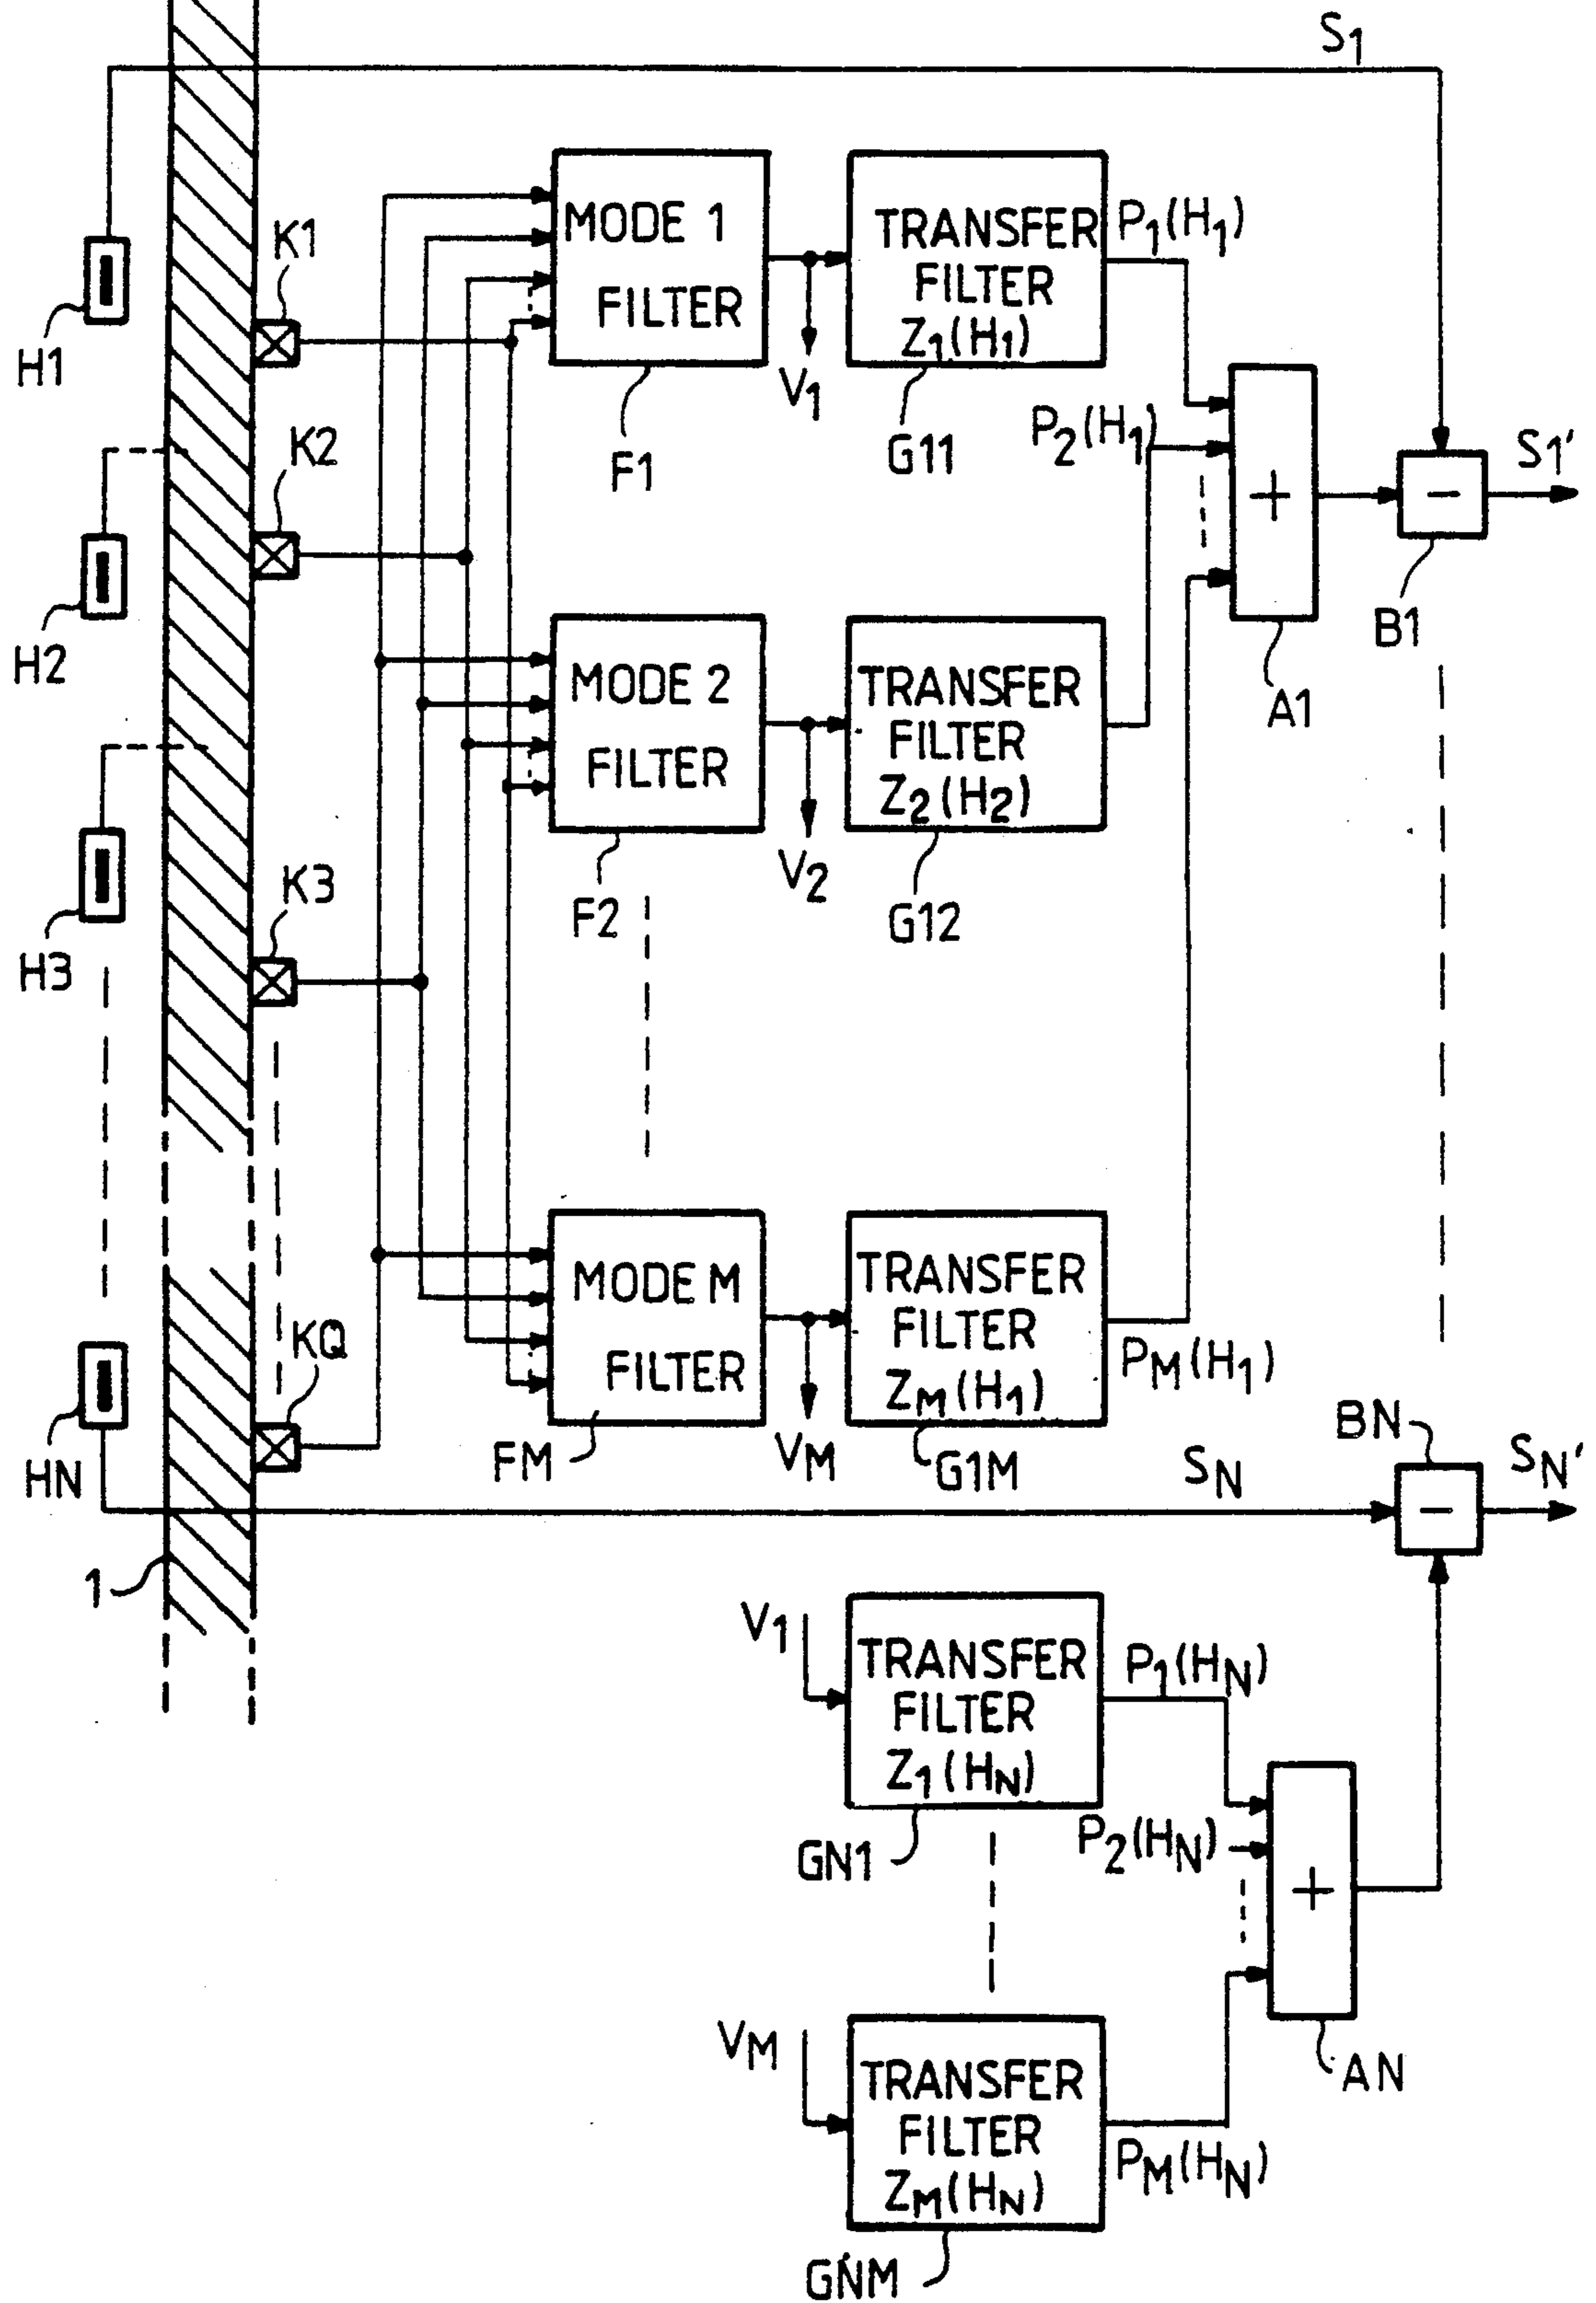 S1
K1
MODE 1
FILTER
TRANSFER
FILTER
Z1(H1)
P1(H1)
H1
V1
P2(H1)
K2
F1
G11
+
−
S1'
H2
B1
MODE 2
FILTER
TRANSFER
FILTER
Z2(H2)
A1
K3
V2
F2
G12
H3
MODE M
FILTER
TRANSFER
FILTER
ZM(H1)
PM(H1)
KQ
HN
FM
VM
G1M
SN
BN
−
SN'
1
V1
TRANSFER
FILTER
Z1(HN)
P1(HN)
GN1
P2(HN)
+
VM
TRANSFER
FILTER
ZM(HN)
AN
PM(HN)
GNM